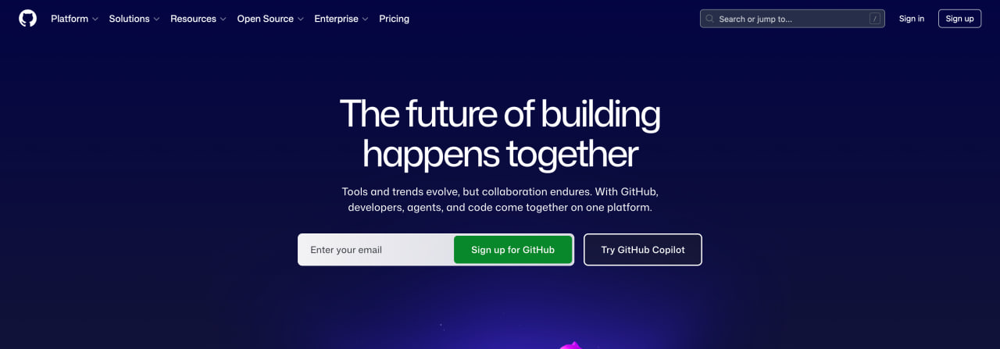 Platform Solutions Resources Open Source Enterprise Pricing Search or jump to... / Sign in Sign up
The future of building
happens together
Tools and trends evolve, but collaboration endures. With GitHub,
developers, agents, and code come together on one platform.
Enter your email Sign up for GitHub Try GitHub Copilot